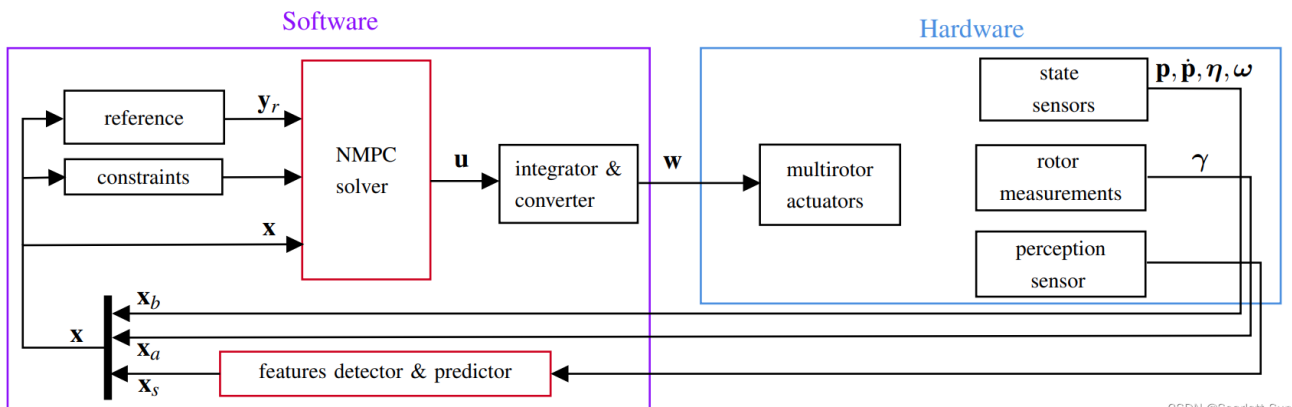 Software
Hardware
reference
y_r
constraints
x
NMPC
solver
u
integrator &
converter
w
multirotor
actuators
state
sensors
p, ṗ, η, ω
rotor
measurements
γ
perception
sensor
x_b
x
x_a
x_s
features detector & predictor